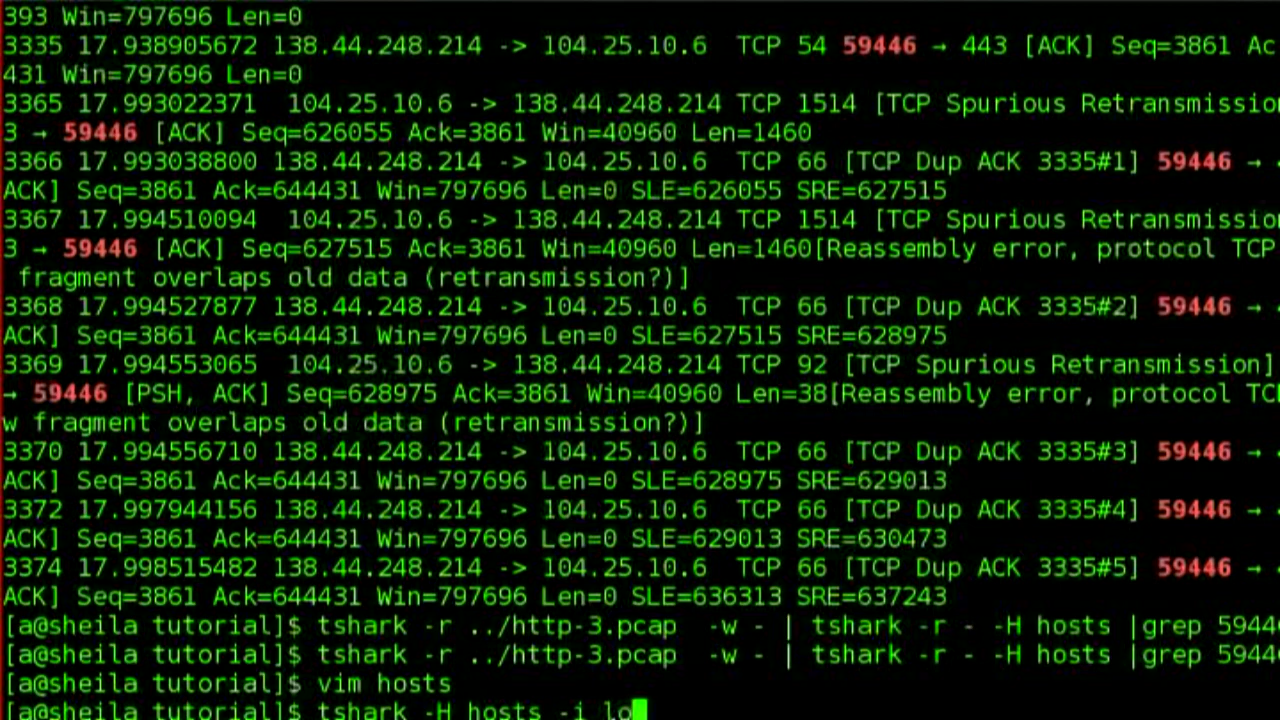 393 Win=797696 Len=0
3335 17.938905672 138.44.248.214 -> 104.25.10.6  TCP 54 59446 → 443 [ACK] Seq=3861 Ac
431 Win=797696 Len=0
3365 17.993022371  104.25.10.6 -> 138.44.248.214 TCP 1514 [TCP Spurious Retransmissio
3 → 59446 [ACK] Seq=626055 Ack=3861 Win=40960 Len=1460
3366 17.993038800 138.44.248.214 -> 104.25.10.6  TCP 66 [TCP Dup ACK 3335#1] 59446 →
ACK] Seq=3861 Ack=644431 Win=797696 Len=0 SLE=626055 SRE=627515
3367 17.994510094  104.25.10.6 -> 138.44.248.214 TCP 1514 [TCP Spurious Retransmissio
3 → 59446 [ACK] Seq=627515 Ack=3861 Win=40960 Len=1460[Reassembly error, protocol TCP
fragment overlaps old data (retransmission?)]
3368 17.994527877 138.44.248.214 -> 104.25.10.6  TCP 66 [TCP Dup ACK 3335#2] 59446 →
ACK] Seq=3861 Ack=644431 Win=797696 Len=0 SLE=627515 SRE=628975
3369 17.994553065  104.25.10.6 -> 138.44.248.214 TCP 92 [TCP Spurious Retransmission]
→ 59446 [PSH, ACK] Seq=628975 Ack=3861 Win=40960 Len=38[Reassembly error, protocol TC
w fragment overlaps old data (retransmission?)]
3370 17.994556710 138.44.248.214 -> 104.25.10.6  TCP 66 [TCP Dup ACK 3335#3] 59446 →
ACK] Seq=3861 Ack=644431 Win=797696 Len=0 SLE=628975 SRE=629013
3372 17.997944156 138.44.248.214 -> 104.25.10.6  TCP 66 [TCP Dup ACK 3335#4] 59446 →
ACK] Seq=3861 Ack=644431 Win=797696 Len=0 SLE=629013 SRE=630473
3374 17.998515482 138.44.248.214 -> 104.25.10.6  TCP 66 [TCP Dup ACK 3335#5] 59446 →
ACK] Seq=3861 Ack=644431 Win=797696 Len=0 SLE=636313 SRE=637243
[a@sheila tutorial]$ tshark -r ../http-3.pcap  -w - | tshark -r - -H hosts |grep 5944
[a@sheila tutorial]$ tshark -r ../http-3.pcap  -w - | tshark -r - -H hosts |grep 5944
[a@sheila tutorial]$ vim hosts
[a@sheila tutorial]$ tshark -H hosts -i lo